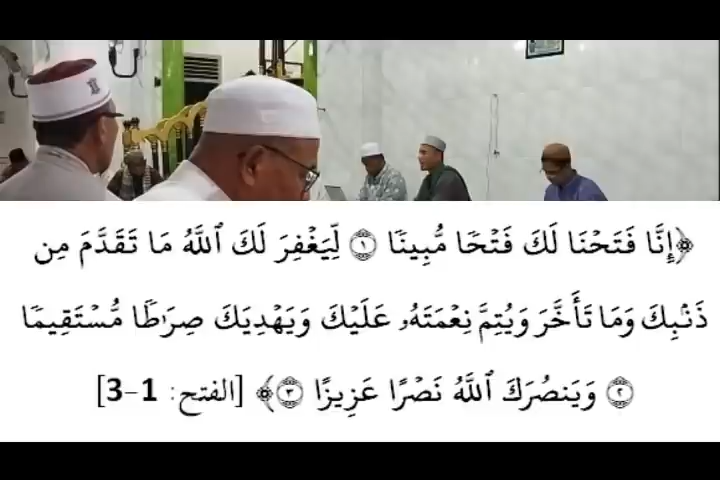 ﴿إِنَّا فَتَحۡنَا لَكَ فَتۡحٗا مُّبِينٗا ١ لِّيَغۡفِرَ لَكَ ٱللَّهُ مَا تَقَدَّمَ مِن
ذَنۢبِكَ وَمَا تَأَخَّرَ وَيُتِمَّ نِعۡمَتَهُۥ عَلَيۡكَ وَيَهۡدِيَكَ صِرَٰطٗا مُّسۡتَقِيمٗا
٢ وَيَنصُرَكَ ٱللَّهُ نَصۡرًا عَزِيزًا ٣﴾ [الفتح: 1-3]